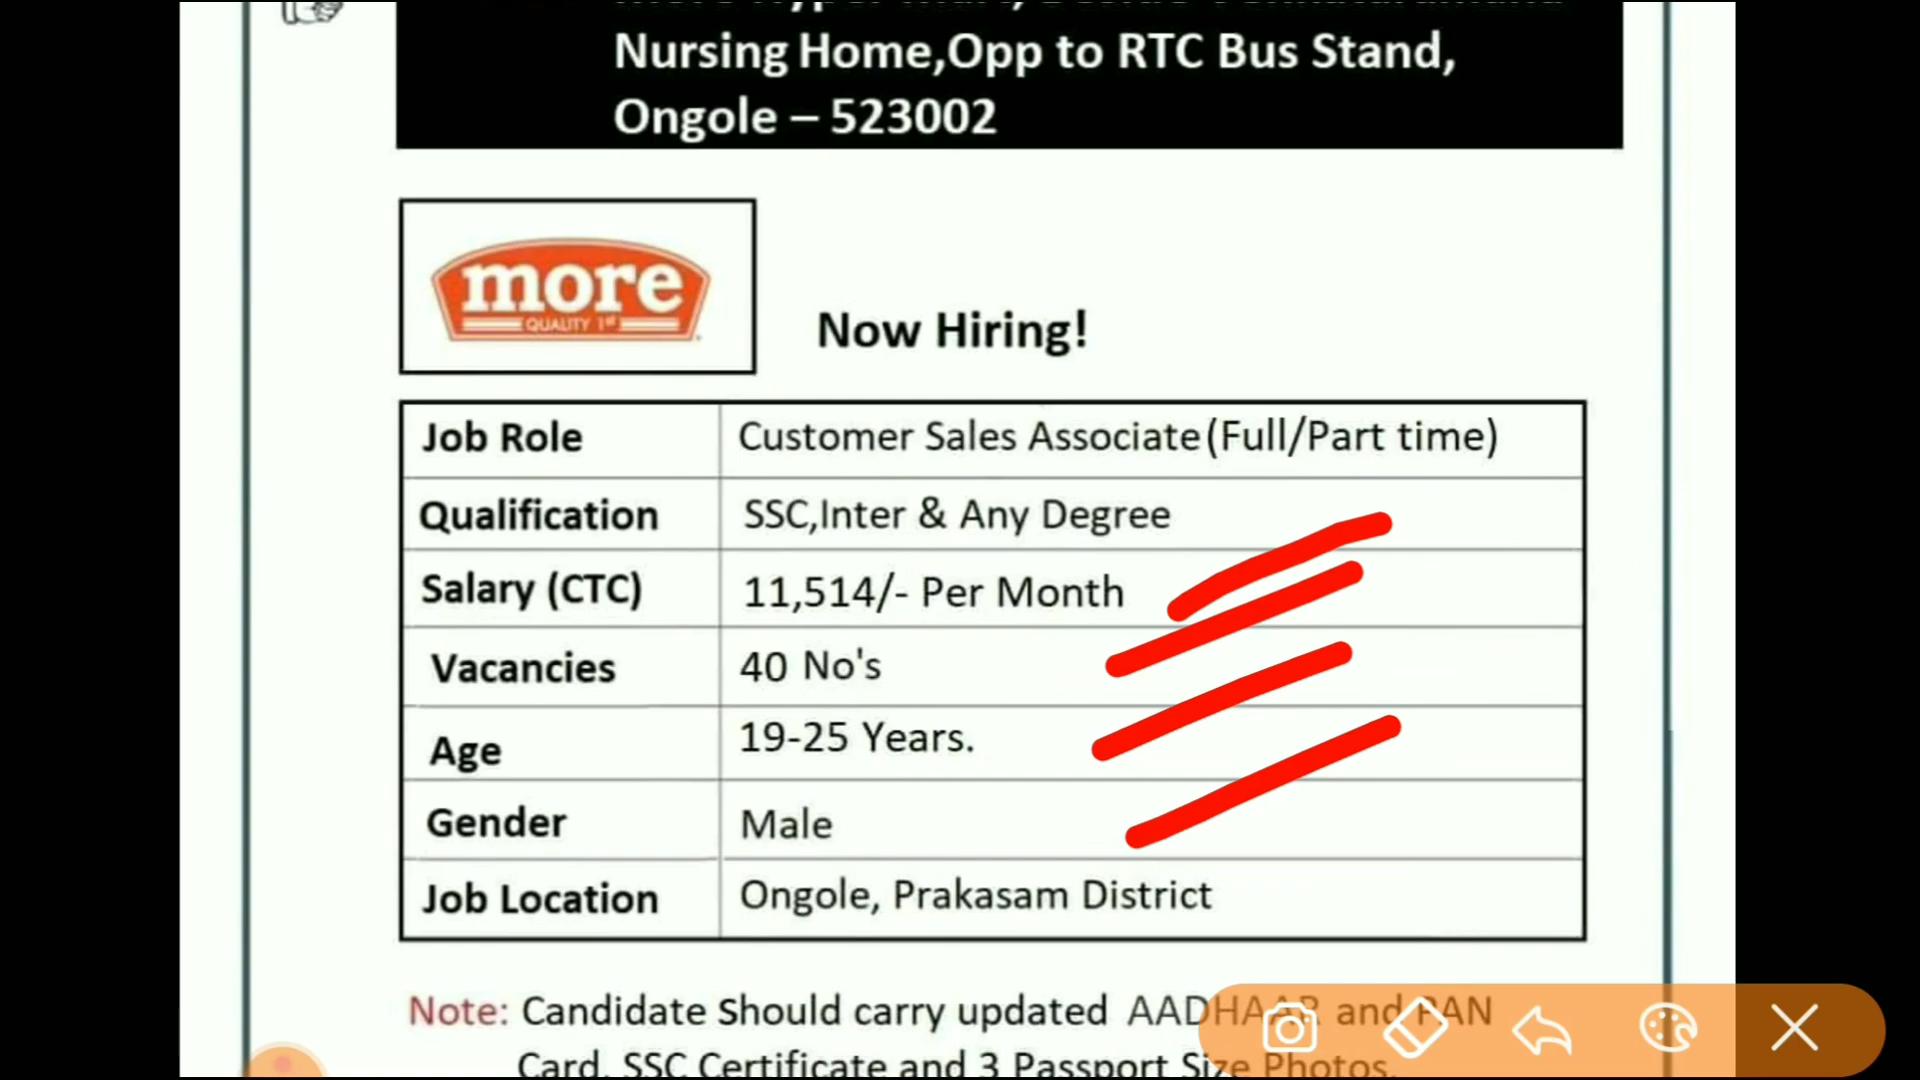 Nursing Home,Opp to RTC Bus Stand,
Ongole – 523002
more
QUALITY 1st
Now Hiring!
Job Role Customer Sales Associate(Full/Part time)
Qualification SSC,Inter & Any Degree
Salary (CTC) 11,514/- Per Month
Vacancies 40 No's
Age 19-25 Years.
Gender Male
Job Location Ongole, Prakasam District
Note: Candidate Should carry updated AADHAAR and PAN
Card, SSC Certificate and 3 Passport Size Photos.